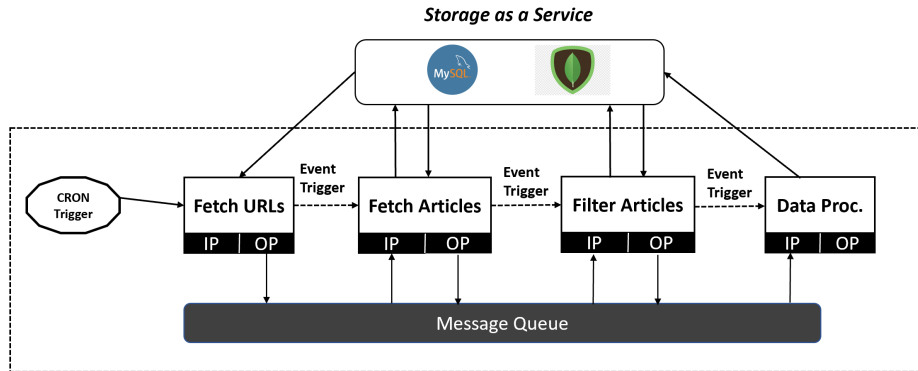 Storage as a Service
MySQL
Event
Trigger
Event
Trigger
Event
Trigger
CRON
Trigger
Fetch URLs
Fetch Articles
Filter Articles
Data Proc.
IP OP
IP OP
IP OP
IP OP
Message Queue